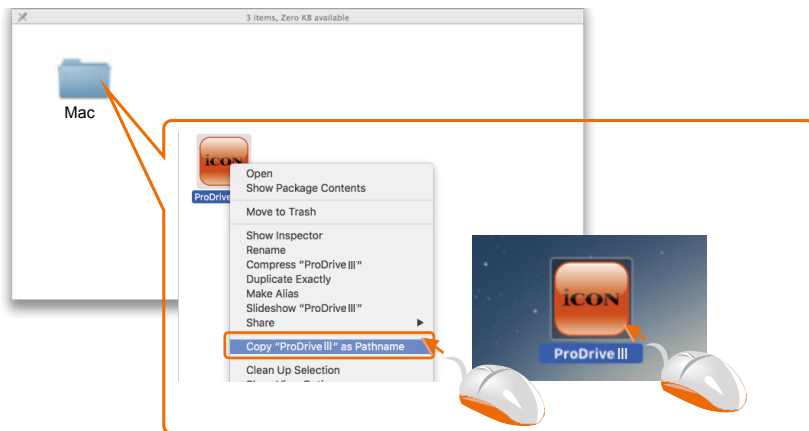 3 items, Zero KB available
Mac
iCON
ProDrive
Open
Show Package Contents
Move to Trash
Show Inspector
Rename
Compress “ProDrive III”
Duplicate Exactly
Make Alias
Slideshow “ProDrive III”
Share
Copy “ProDrive III” as Pathname
Clean Up Selection
iCON
ProDrive III